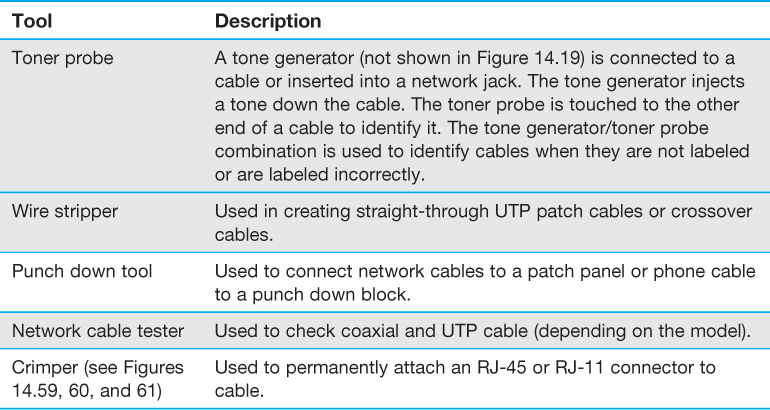 Tool Description
Toner probe A tone generator (not shown in Figure 14.19) is connected to a
cable or inserted into a network jack. The tone generator injects
a tone down the cable. The toner probe is touched to the other
end of a cable to identify it. The tone generator/toner probe
combination is used to identify cables when they are not labeled
or are labeled incorrectly.
Wire stripper Used in creating straight-through UTP patch cables or crossover
cables.
Punch down tool Used to connect network cables to a patch panel or phone cable
to a punch down block.
Network cable tester Used to check coaxial and UTP cable (depending on the model).
Crimper (see Figures Used to permanently attach an RJ-45 or RJ-11 connector to
14.59, 60, and 61) cable.